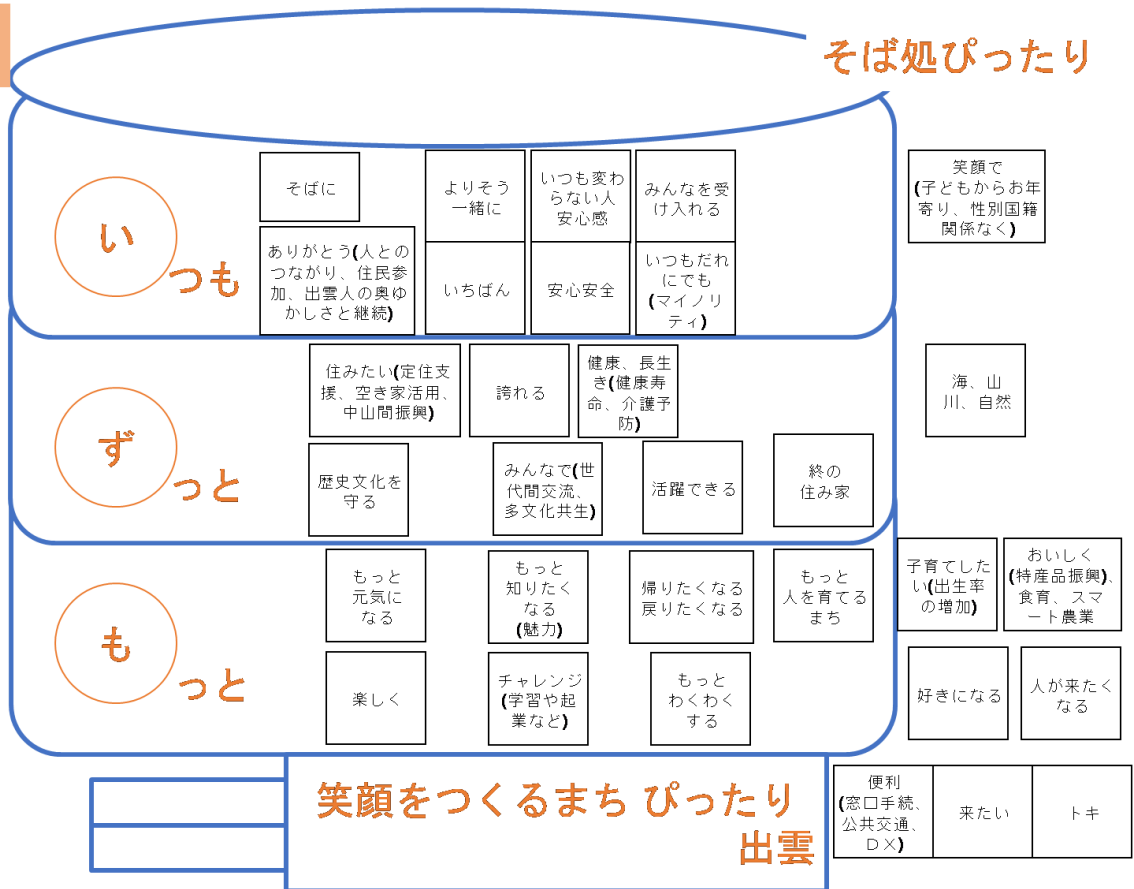 そば処ぴったり
い
つも
そばに
よりそう
一緒に
いつも変わ
らない人
安心感
みんなを受
け入れる
笑顔で
(子どもからお年
寄り、性別国籍
関係なく)
ありがとう(人との
つながり、住民参
加、出雲人の奥ゆ
かしさと継続)
いちばん
安心安全
いつもだれ
にでも
(マイノリ
ティ)
ず
っと
住みたい(定住支
援、空き家活用、
中山間振興)
誇れる
健康、長生
き(健康寿
命、介護予
防)
海、山
川、自然
歴史文化を
守る
みんなで(世
代間交流、
多文化共生)
活躍できる
終の
住み家
も
っと
もっと
元気に
なる
もっと
知りたく
なる
(魅力)
帰りたくなる
戻りたくなる
もっと
人を育てる
まち
子育てした
い(出生率
の増加)
おいしく
(特産品振興)、
食育、スマ
ート農業
楽しく
チャレンジ
(学習や起
業など)
もっと
わくわく
する
好きになる
人が来たく
なる
笑顔をつくるまち ぴったり
出雲
便利
(窓口手続、
公共交通、
ＤＸ)
来たい
トキ